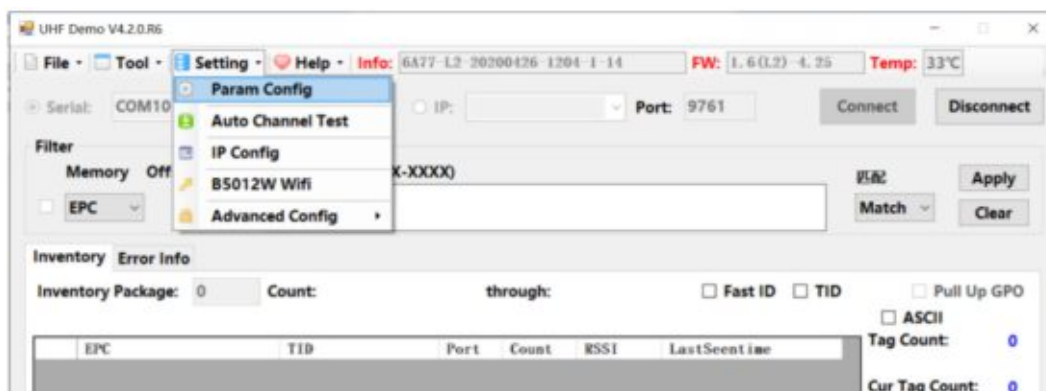 UHF Demo V4.2.0.R6
File Tool Setting Help Info: 6A77-L2-20200426-1204-1-14 FW: 1.6(L2)-4.25 Temp: 33℃
Param Config
Serial: COM10 IP: Port: 9761 Connect Disconnect
Auto Channel Test
Filter
IP Config
Memory Off X-XXXX) 匹配 Apply
B5012W Wifi
EPC Match Clear
Advanced Config
Inventory Error Info
Inventory Package: 0 Count: through: Fast ID TID Pull Up GPO
ASCII
EPC TID Port Count RSSI LastSeentime Tag Count: 0
Cur Tag Count: 0